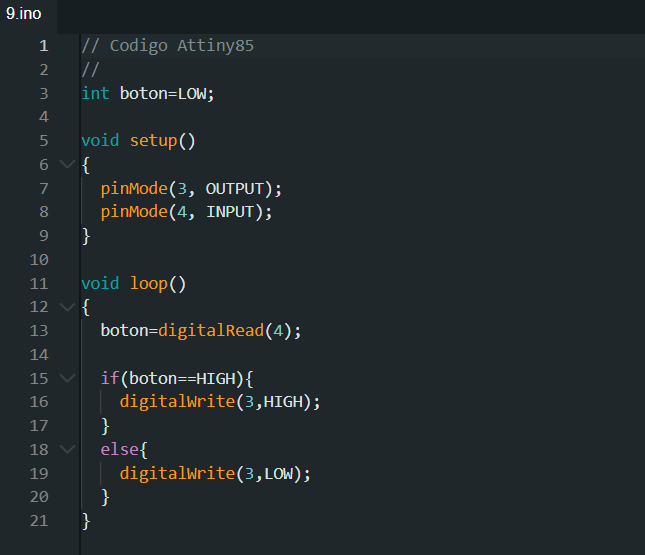 9.ino
1 // Codigo Attiny85
2 //
3 int boton=LOW;
4
5 void setup()
6 {
7   pinMode(3, OUTPUT);
8   pinMode(4, INPUT);
9 }
10
11 void loop()
12 {
13   boton=digitalRead(4);
14
15   if(boton==HIGH){
16     digitalWrite(3,HIGH);
17   }
18   else{
19     digitalWrite(3,LOW);
20   }
21 }